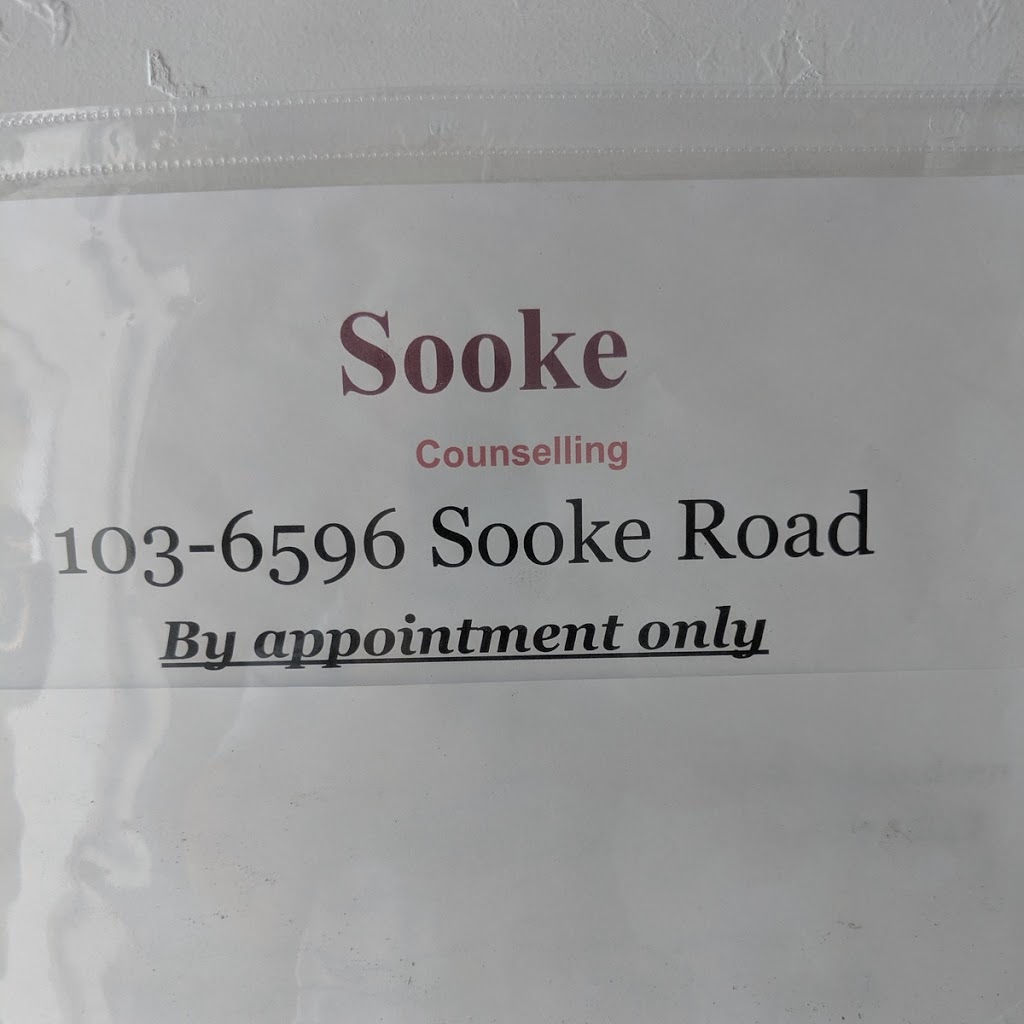 Sooke
Counselling
103-6596 Sooke Road
By appointment only